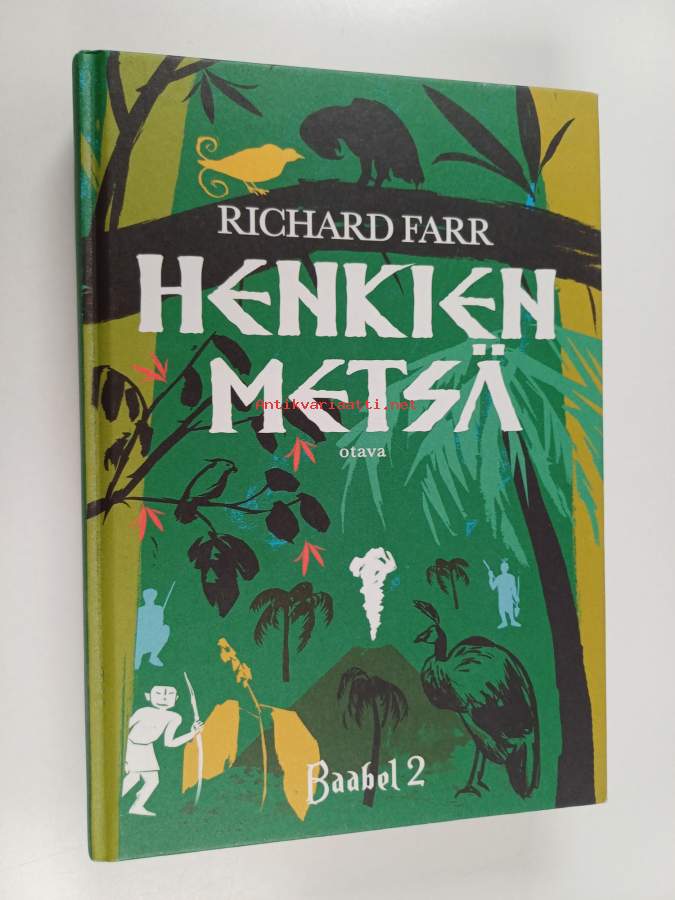 RICHARD FARR
HENKIEN
METSÄ
Antikvariaatti.net
otava
Baabel 2